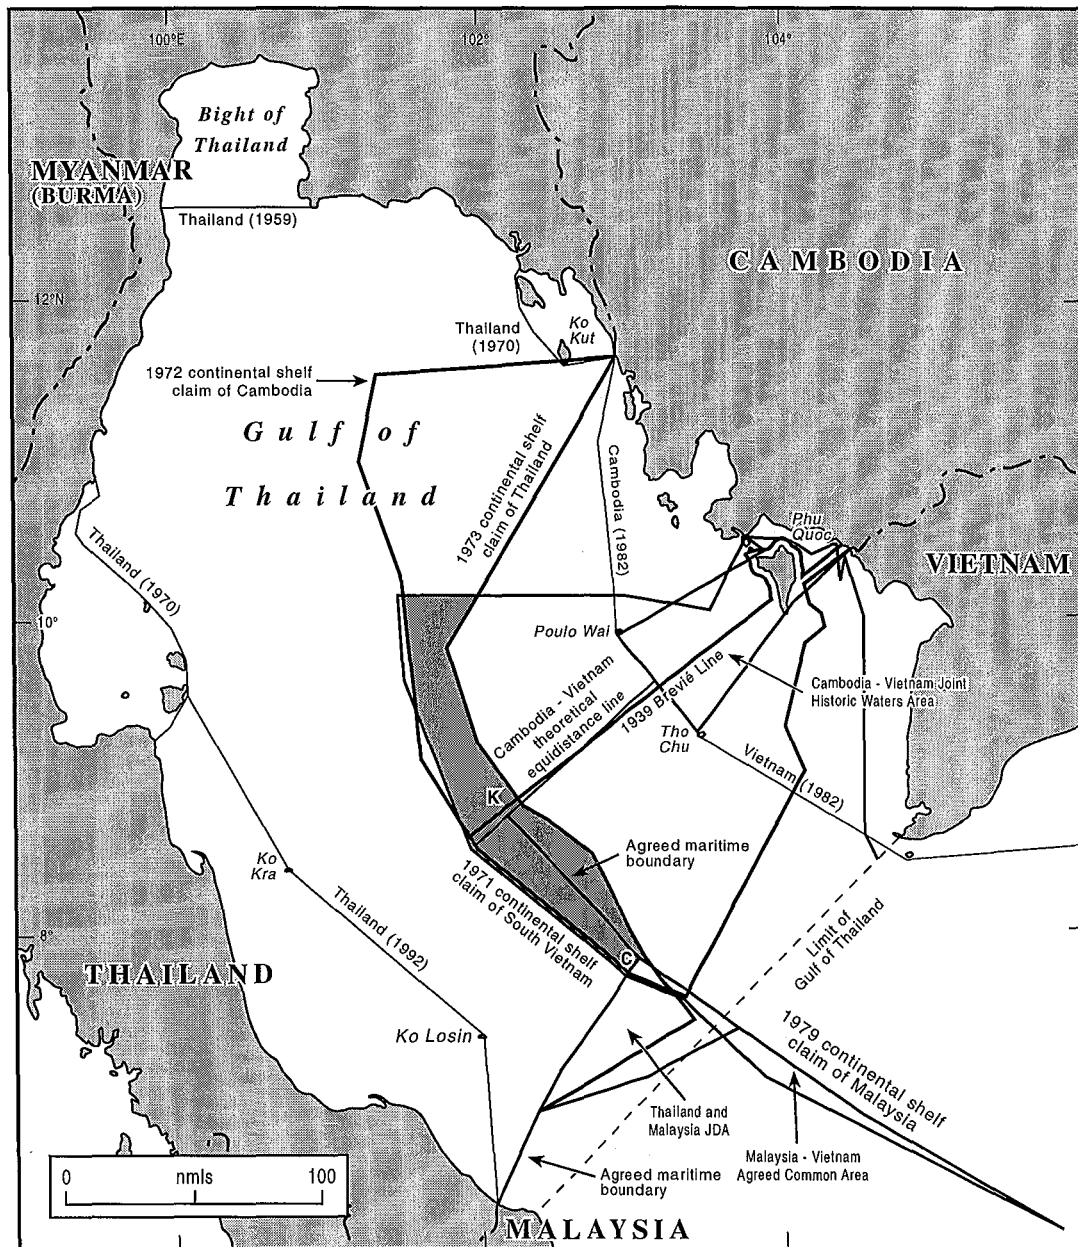 100°E
102°
104°
Bight of
Thailand
MYANMAR
(BURMA)
Thailand (1959)
CAMBODIA
12°N
Thailand
(1970)
Ko
Kut
1972 continental shelf
claim of Cambodia
Gulf of
Thailand
1973 continental shelf
claim of Thailand
Cambodia (1982)
Phu
Quoc
VIETNAM
Thailand (1970)
10°
Poulo Wai
Cambodia - Vietnam
theoretical
equidistance line
1939 Brevié Line
Cambodia - Vietnam Joint
Historic Waters Area
Tho
Chu
Vietnam (1982)
K
Agreed maritime
boundary
Ko
Kra
1971 continental shelf
claim of South Vietnam
Thailand (1992)
C
Limit of
Gulf of Thailand
8°
THAILAND
Ko Losin
1979 continental shelf
claim of Malaysia
Thailand and
Malaysia JDA
Malaysia - Vietnam
Agreed Common Area
Agreed maritime
boundary
0 nmls 100
MALAYSIA